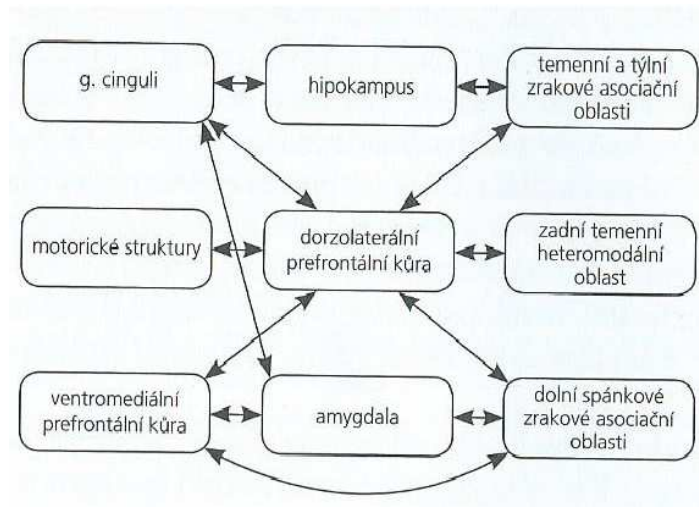 g. cinguli
hipokampus
temenní a týlní
zrakové asociační
oblasti
motorické struktury
dorzolaterální
prefrontální kůra
zadní temenní
heteromodální
oblast
ventromediální
prefrontální kůra
amygdala
dolní spánkové
zrakové asociační
oblasti